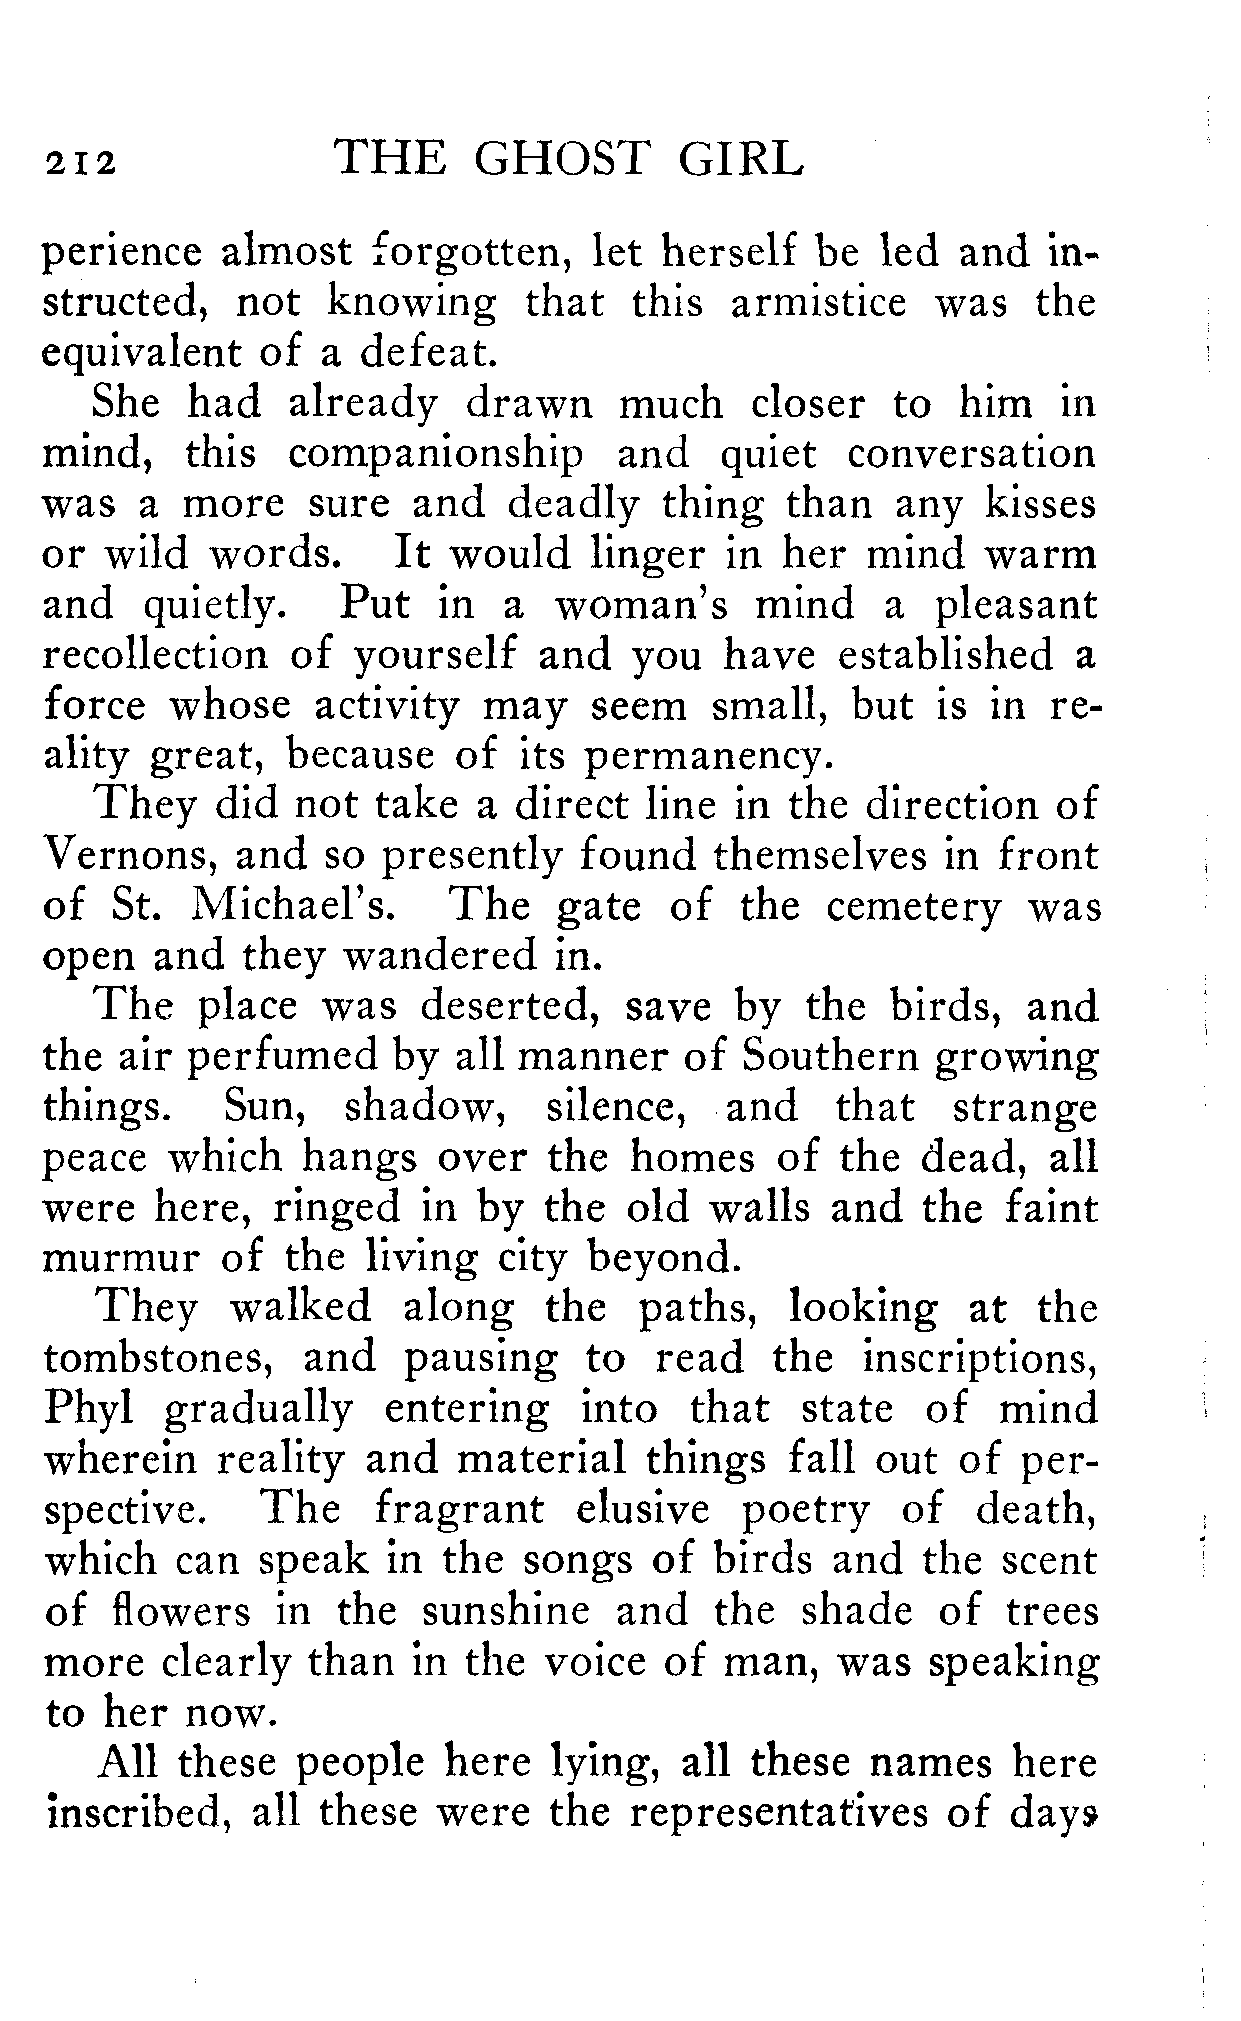 212 THE GHOST GIRL
perience almost forgotten, let herself be led and in-
structed, not knowing that this armistice was the
equivalent of a defeat.
She had already drawn much closer to him in
mind, this companionship and quiet conversation
was a more sure and deadly thing than any kisses
or wild words. It would linger in her mind warm
and quietly. Put in a woman's mind a pleasant
recollection of yourself and you have established a
force whose activity may seem small, but is in re-
ality great, because of its permanency.
They did not take a direct line in the direction of
Vernons, and so presently found themselves in front
of St. Michael's. The gate of the cemetery was
open and they wandered in.
The place was deserted, save by the birds, and
the air perfumed by all manner of Southern growing
things. Sun, shadow, silence, and that strange
peace which hangs over the homes of the dead, all
were here, ringed in by the old walls and the faint
murmur of the living city beyond.
They walked along the paths, looking at the
tombstones, and pausing to read the inscriptions,
Phyl gradually entering into that state of mind
wherein reality and material things fall out of per-
spective. The fragrant elusive poetry of death,
which can speak in the songs of birds and the scent
of flowers in the sunshine and the shade of trees
more clearly than in the voice of man, was speaking
to her now.
All these people here lying, all these names here
inscribed, all these were the representatives of days